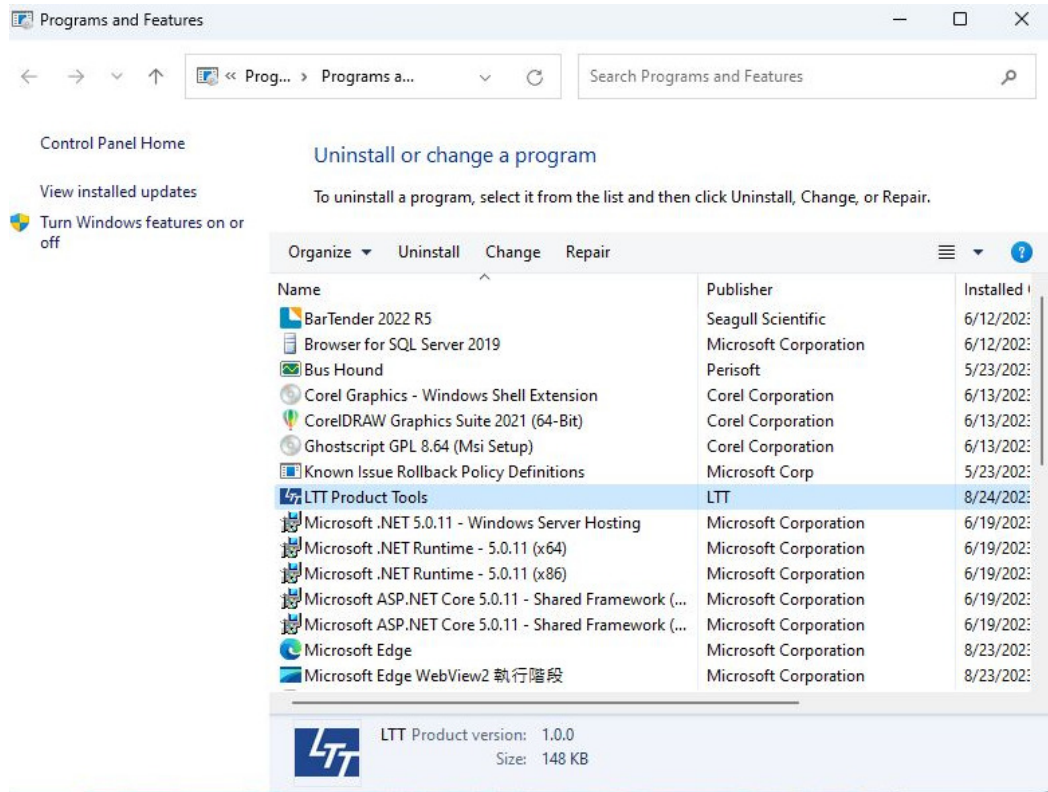 Programs and Features
« Prog... › Programs a...
Search Programs and Features
Control Panel Home
View installed updates
Turn Windows features on or
off
Uninstall or change a program
To uninstall a program, select it from the list and then click Uninstall, Change, or Repair.
Organize Uninstall Change Repair
Name Publisher Installed
BarTender 2022 R5 Seagull Scientific 6/12/2023
Browser for SQL Server 2019 Microsoft Corporation 6/12/2023
Bus Hound Perisoft 5/23/2023
Corel Graphics - Windows Shell Extension Corel Corporation 6/13/2023
CorelDRAW Graphics Suite 2021 (64-Bit) Corel Corporation 6/13/2023
Ghostscript GPL 8.64 (Msi Setup) Corel Corporation 6/13/2023
Known Issue Rollback Policy Definitions Microsoft Corp 5/23/2023
LTT Product Tools LTT 8/24/2023
Microsoft .NET 5.0.11 - Windows Server Hosting Microsoft Corporation 6/19/2023
Microsoft .NET Runtime - 5.0.11 (x64) Microsoft Corporation 6/19/2023
Microsoft .NET Runtime - 5.0.11 (x86) Microsoft Corporation 6/19/2023
Microsoft ASP.NET Core 5.0.11 - Shared Framework (... Microsoft Corporation 6/19/2023
Microsoft ASP.NET Core 5.0.11 - Shared Framework (... Microsoft Corporation 6/19/2023
Microsoft Edge Microsoft Corporation 8/23/2023
Microsoft Edge WebView2 執行階段 Microsoft Corporation 8/23/2023
LTT
LTT Product version: 1.0.0
Size: 148 KB